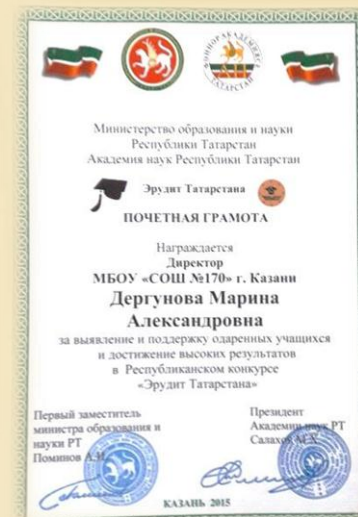 Министерство образования и науки
Республики Татарстан
Академия наук Республики Татарстан
Эрудит Татарстана
ПОЧЕТНАЯ ГРАМОТА
Награждается
Директор
МБОУ «СОШ №170» г. Казани
Дергунова Марина
Александровна
за выявление и поддержку одаренных учащихся
и достижение высоких результатов
в Республиканском конкурсе
«Эрудит Татарстана»
Первый заместитель
министра образования и
науки РТ
Поминов А.И.
Президент
Академии наук РТ
Салахов М.Х.
КАЗАНЬ 2015